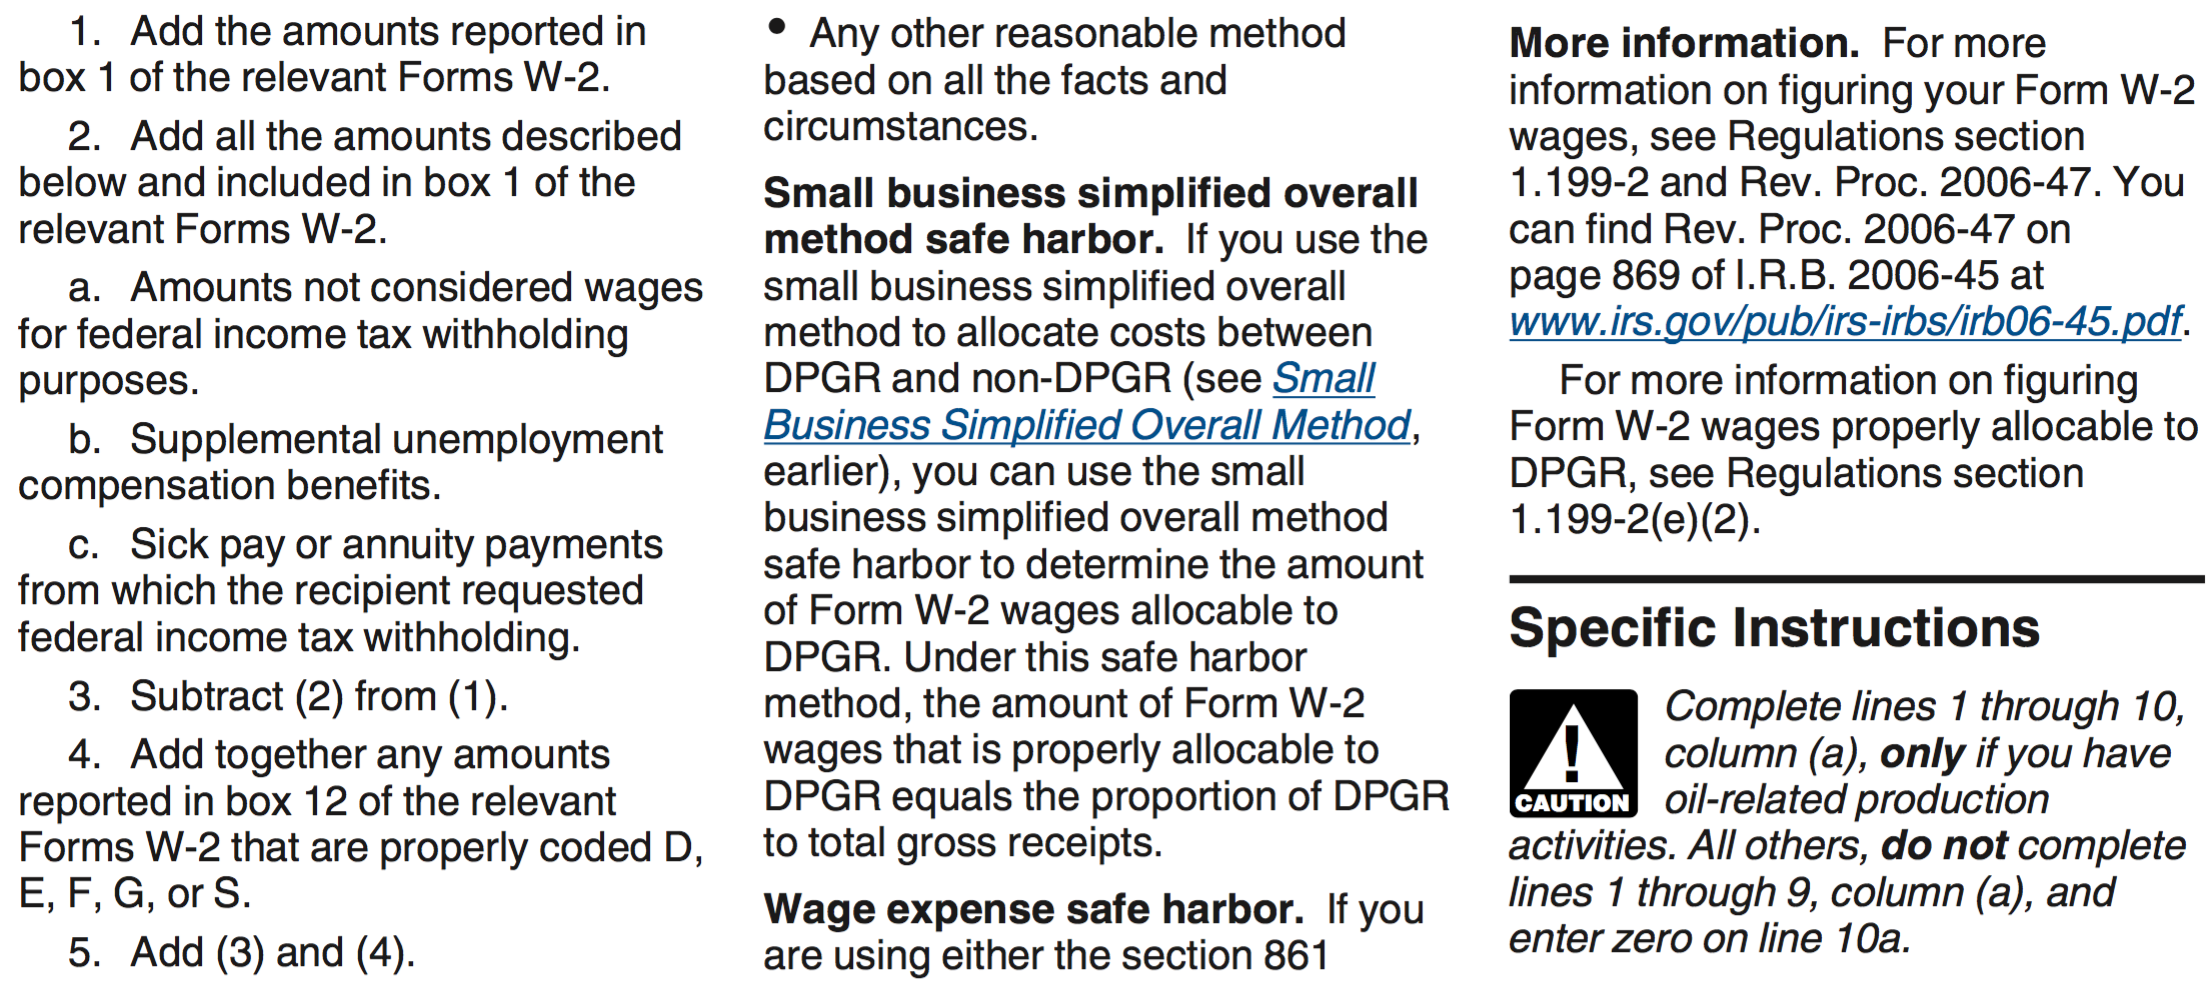 1. Add the amounts reported in
box 1 of the relevant Forms W-2.
2. Add all the amounts described
below and included in box 1 of the
relevant Forms W-2.
a. Amounts not considered wages
for federal income tax withholding
purposes.
b. Supplemental unemployment
compensation benefits.
c. Sick pay or annuity payments
from which the recipient requested
federal income tax withholding.
3. Subtract (2) from (1).
4. Add together any amounts
reported in box 12 of the relevant
Forms W-2 that are properly coded D,
E, F, G, or S.
5. Add (3) and (4).
• Any other reasonable method
based on all the facts and
circumstances.
Small business simplified overall
method safe harbor. If you use the
small business simplified overall
method to allocate costs between
DPGR and non-DPGR (see Small
Business Simplified Overall Method,
earlier), you can use the small
business simplified overall method
safe harbor to determine the amount
of Form W-2 wages allocable to
DPGR. Under this safe harbor
method, the amount of Form W-2
wages that is properly allocable to
DPGR equals the proportion of DPGR
to total gross receipts.
Wage expense safe harbor. If you
are using either the section 861
More information. For more
information on figuring your Form W-2
wages, see Regulations section
1.199-2 and Rev. Proc. 2006-47. You
can find Rev. Proc. 2006-47 on
page 869 of I.R.B. 2006-45 at
www.irs.gov/pub/irs-irbs/irb06-45.pdf.
For more information on figuring
Form W-2 wages properly allocable to
DPGR, see Regulations section
1.199-2(e)(2).
Specific Instructions
Complete lines 1 through 10,
column (a), only if you have
! CAUTION oil-related production
activities. All others, do not complete
lines 1 through 9, column (a), and
enter zero on line 10a.